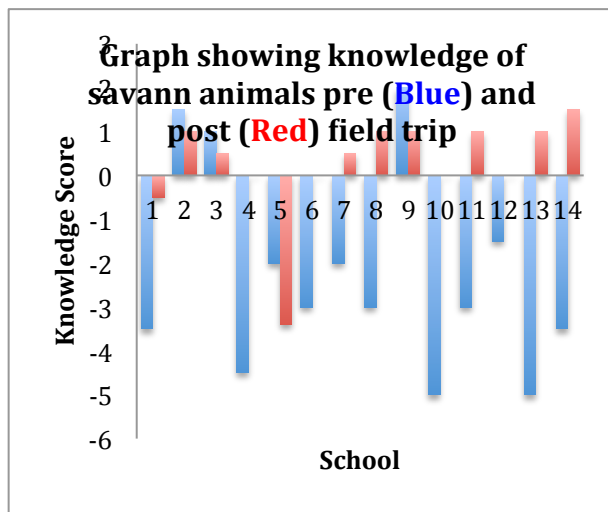 Graph showing knowledge of
savann animals pre (Blue) and
post (Red) field trip
3
2
1
0
-1
-2
-3
-4
-5
-6
Knowledge Score
1 2 3 4 5 6 7 8 9 10 11 12 13 14
School